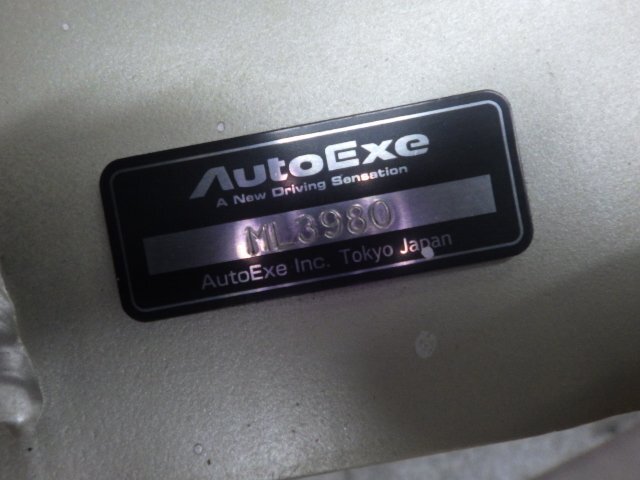 AutoExe
A New Driving Sensation
ML3980
AutoExe Inc. Tokyo Japan